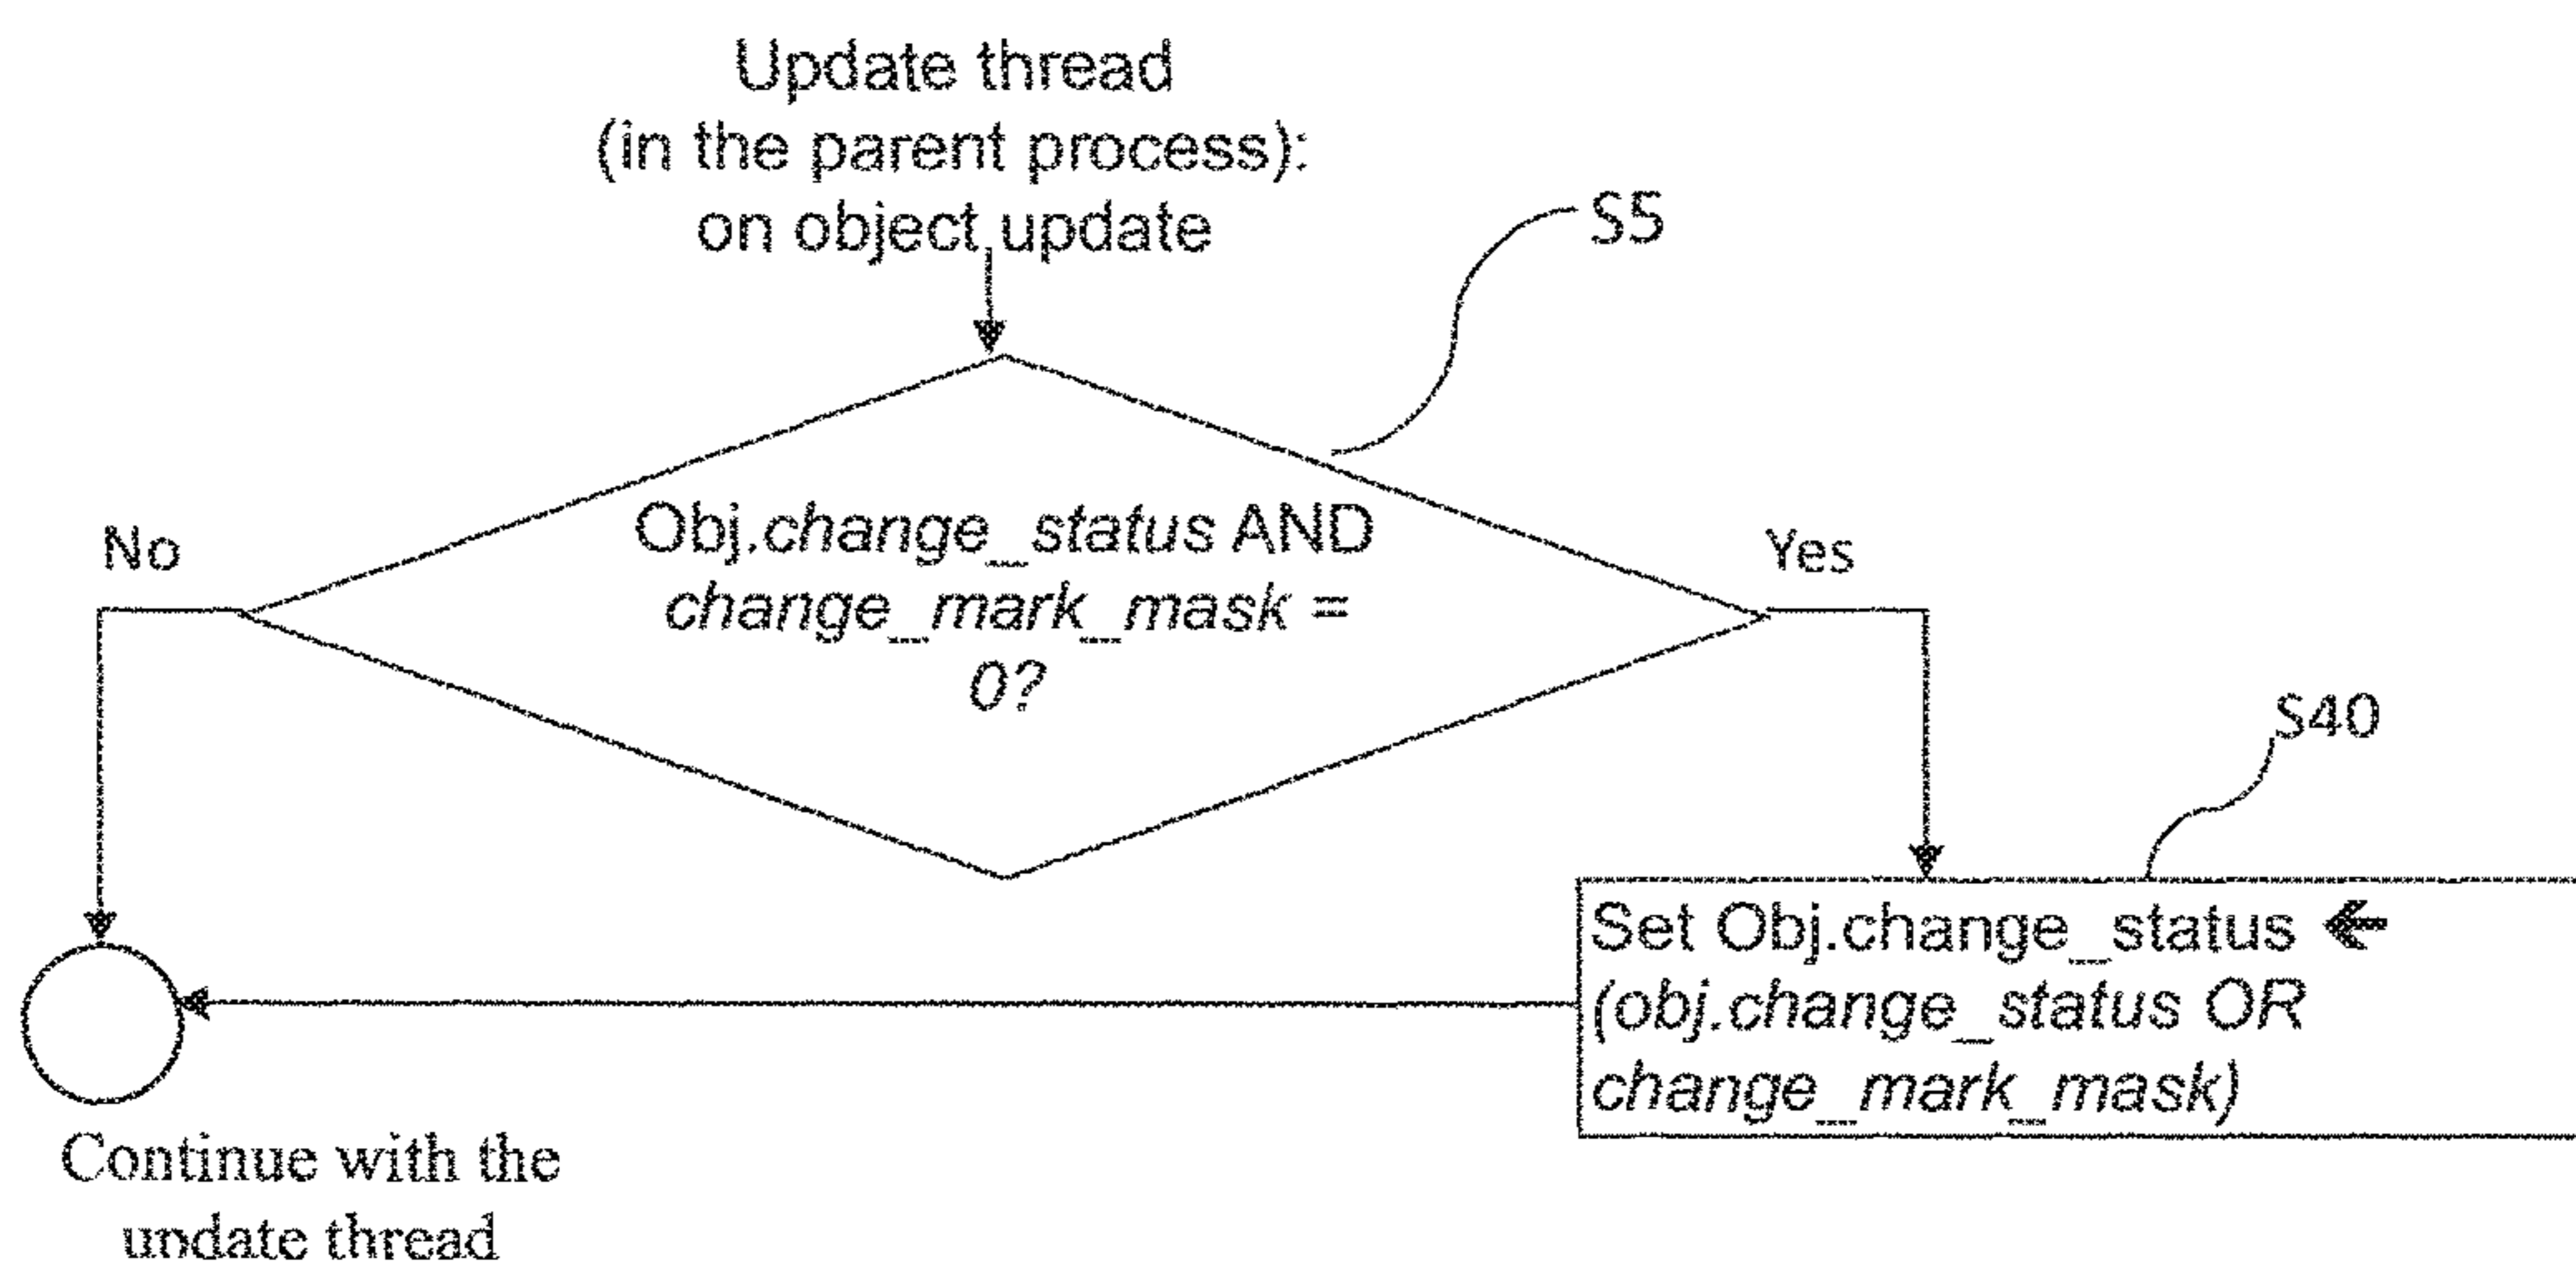 Update thread
(in the parent process):
on object update
S5
Obj.change_status AND
change_mark_mask =
0?
No
Yes
S40
Set Obj.change_status ←
(obj.change_status OR
change_mark_mask)
Continue with the
update thread